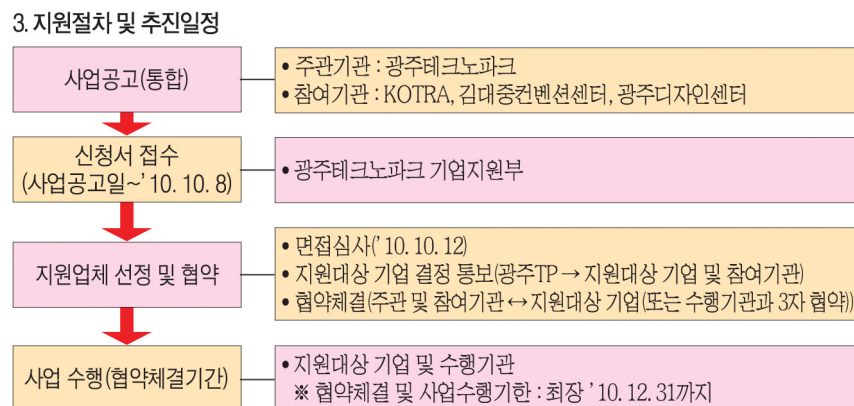 3. 지원절차 및 추진일정
사업공고(통합)
• 주관기관 : 광주테크노파크
• 참여기관 : KOTRA, 김대중컨벤션센터, 광주디자인센터
신청서 접수
(사업공고일~’10. 10. 8)
• 광주테크노파크 기업지원부
지원업체 선정 및 협약
• 면접심사(’10. 10. 12)
• 지원대상 기업 결정 통보(광주TP → 지원대상 기업 및 참여기관)
• 협약체결(주관 및 참여기관 ↔ 지원대상 기업(또는 수행기관과 3자 협약))
사업 수행(협약체결기간)
• 지원대상 기업 및 수행기관
※ 협약체결 및 사업수행기한 : 최장 ’10. 12. 31까지